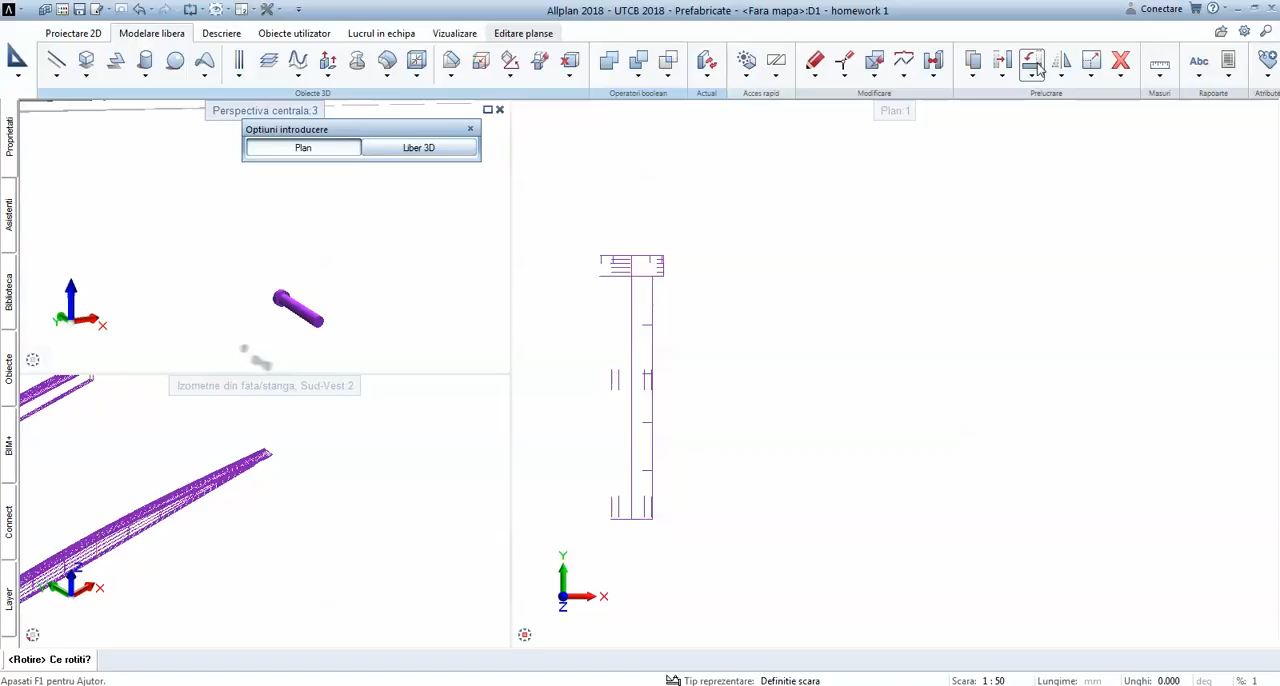 Allplan 2018 - UTCB 2018 - Prefabricate - <Fara mapa>:D1 - homework 1
Conectare
Proiectare 2D
Modelare libera
Descriere
Obiecte utilizator
Lucrul in echipa
Vizualizare
Editare planse
Abc
Obiecte 3D
Operatori boolean
Actual
Acces rapid
Modificare
Prelucrare
Masuri
Rapoarte
Atribute
Perspectiva centrala:3
Plan:1
Optiuni introducere
Plan
Liber 3D
Proprietati
Asistenti
Biblioteca
Obiecte
BIM+
Connect
Layer
Y
X
Izometrie din fata/stanga, Sud-Vest:2
Z
X
Y
X
Z
<Rotire> Ce rotiti?
Apasati F1 pentru Ajutor.
Tip reprezentare: Definitie scara
Scara: 1 : 50
Lungime: mm
Unghi: 0.000 deg
%: 1